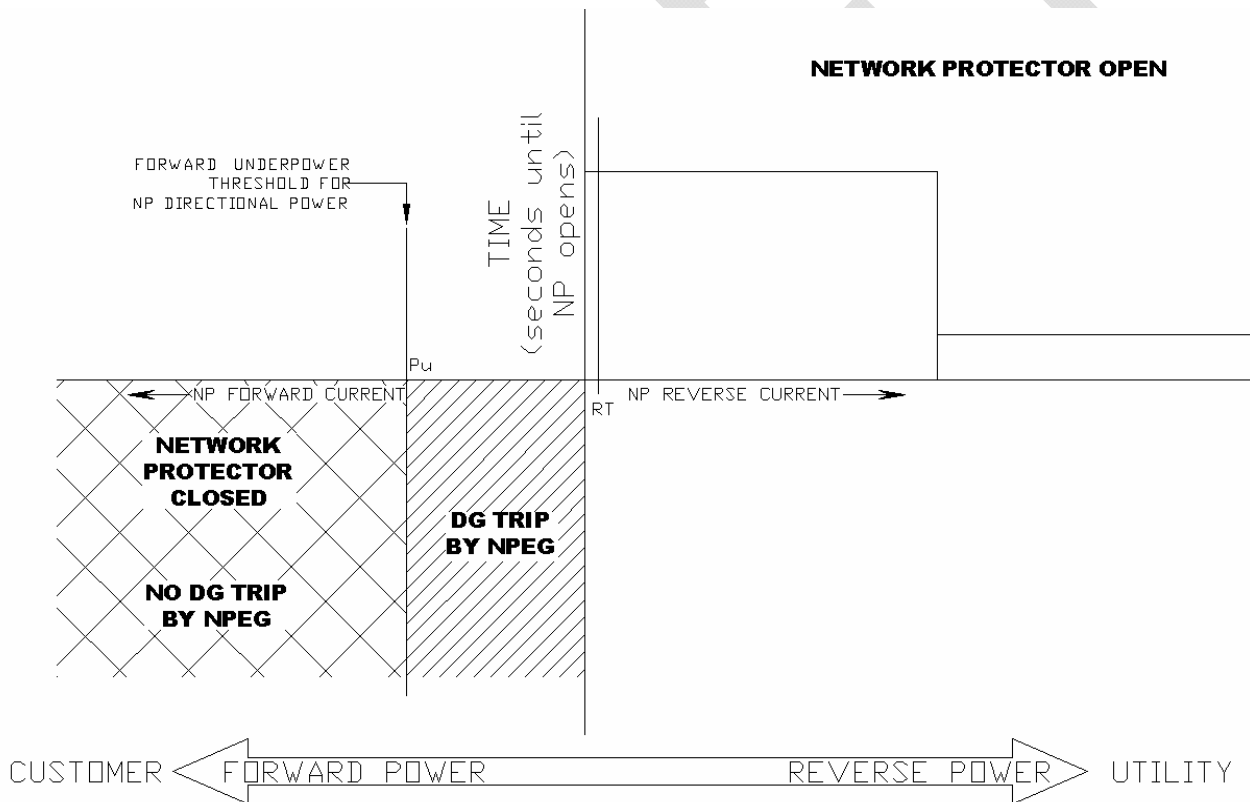 NETWORK PROTECTOR OPEN
FORWARD UNDERPOWER
THRESHOLD FOR
NP DIRECTIONAL POWER
TIME
(seconds until
NP opens)
Pu
NP FORWARD CURRENT
RT
NP REVERSE CURRENT
NETWORK
PROTECTOR
CLOSED
NO DG TRIP
BY NPEG
DG TRIP
BY NPEG
CUSTOMER
FORWARD POWER
REVERSE POWER
UTILITY